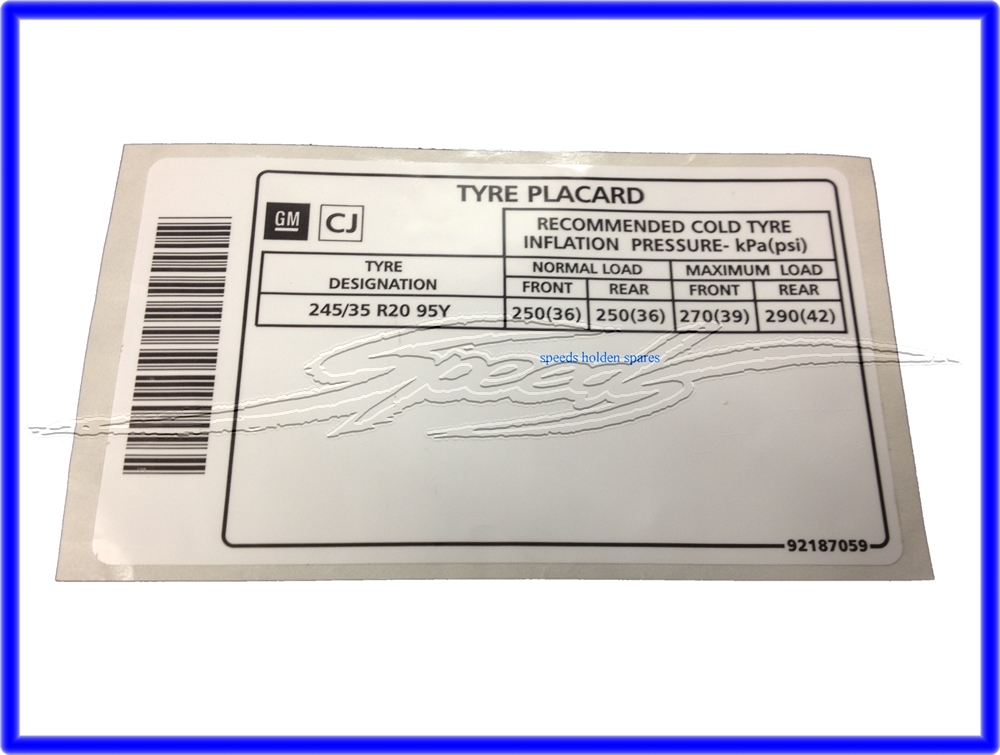 TYRE PLACARD
GM CJ
RECOMMENDED COLD TYRE
INFLATION PRESSURE- kPa(psi)
TYRE
DESIGNATION
NORMAL LOAD MAXIMUM LOAD
FRONT REAR FRONT REAR
245/35 R20 95Y 250(36) 250(36) 270(39) 290(42)
Speeds
speeds holden spares
92187059